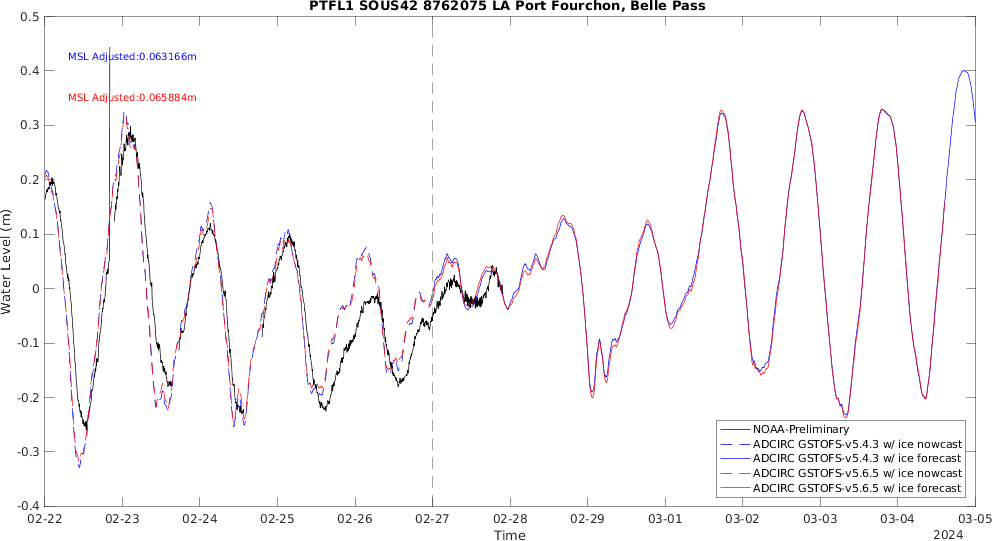 PTFL1 SOUS42 8762075 LA Port Fourchon, Belle Pass
0.5
0.4
0.3
0.2
0.1
0
-0.1
-0.2
-0.3
-0.4
Water Level (m)
MSL Adjusted:0.063166m
MSL Adjusted:0.065884m
NOAA-Preliminary
ADCIRC GSTOFS-v5.4.3 w/ ice nowcast
ADCIRC GSTOFS-v5.4.3 w/ ice forecast
ADCIRC GSTOFS-v5.6.5 w/ ice nowcast
ADCIRC GSTOFS-v5.6.5 w/ ice forecast
02-22 02-23 02-24 02-25 02-26 02-27 02-28 02-29 03-01 03-02 03-03 03-04 03-05
Time
2024